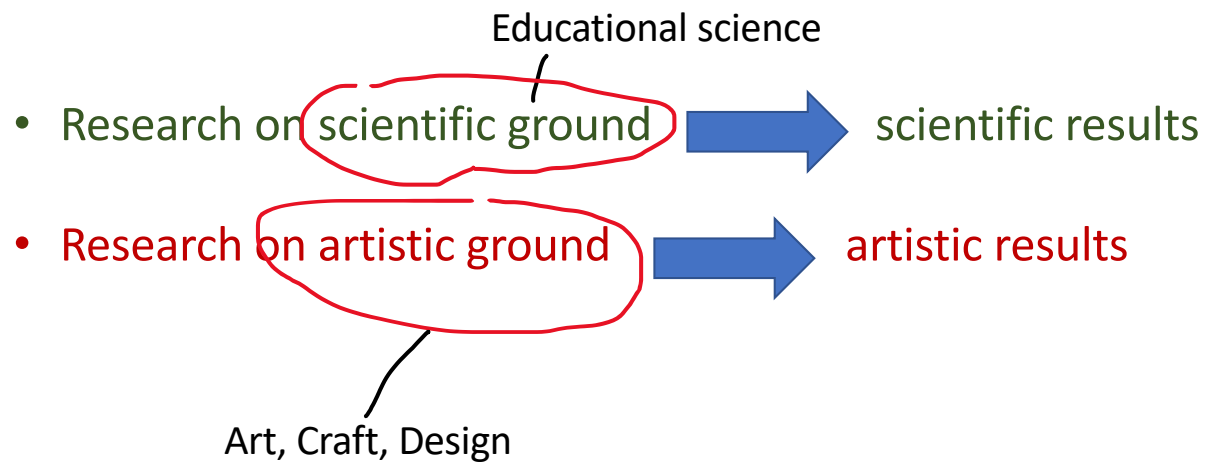 Educational science
• Research on scientific ground scientific results
• Research on artistic ground artistic results
Art, Craft, Design